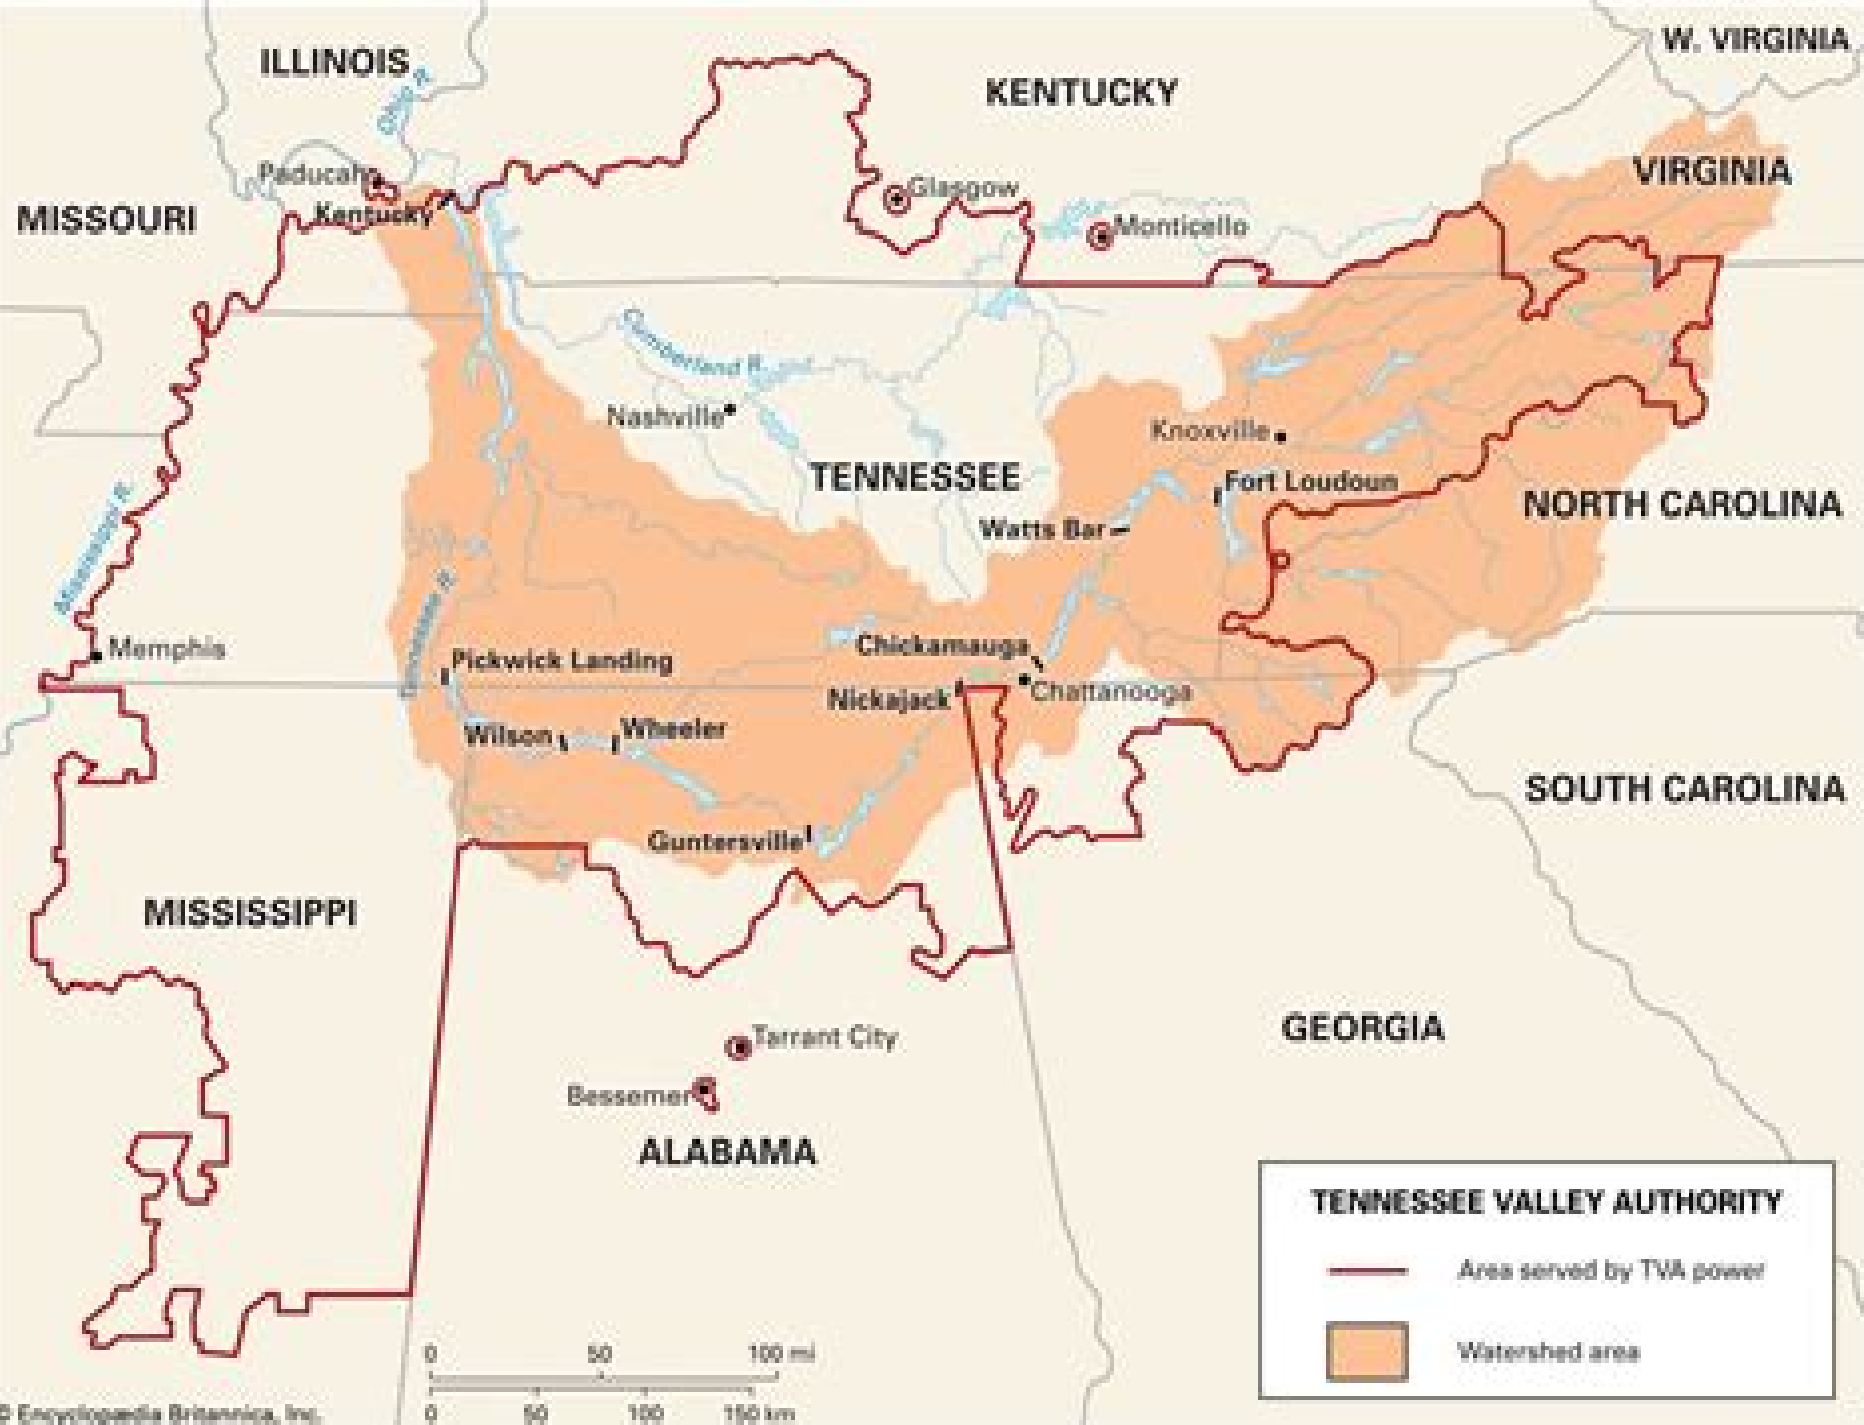 ILLINOIS
W. VIRGINIA
KENTUCKY
Ohio R.
VIRGINIA
Paducah
Kentucky
Glasgow
Monticello
MISSOURI
Cumberland R.
Nashville
Knoxville
TENNESSEE
Fort Loudoun
NORTH CAROLINA
Watts Bar
Mississippi R.
Tennessee R.
Memphis
Pickwick Landing
Chickamauga
Chattanooga
Nickajack
Wilson
Wheeler
SOUTH CAROLINA
Guntersville
MISSISSIPPI
GEORGIA
Tarrant City
Bessemer
ALABAMA
TENNESSEE VALLEY AUTHORITY
Area served by TVA power
Watershed area
0 50 100 mi
0 50 100 150 km
© Encyclopædia Britannica, Inc.